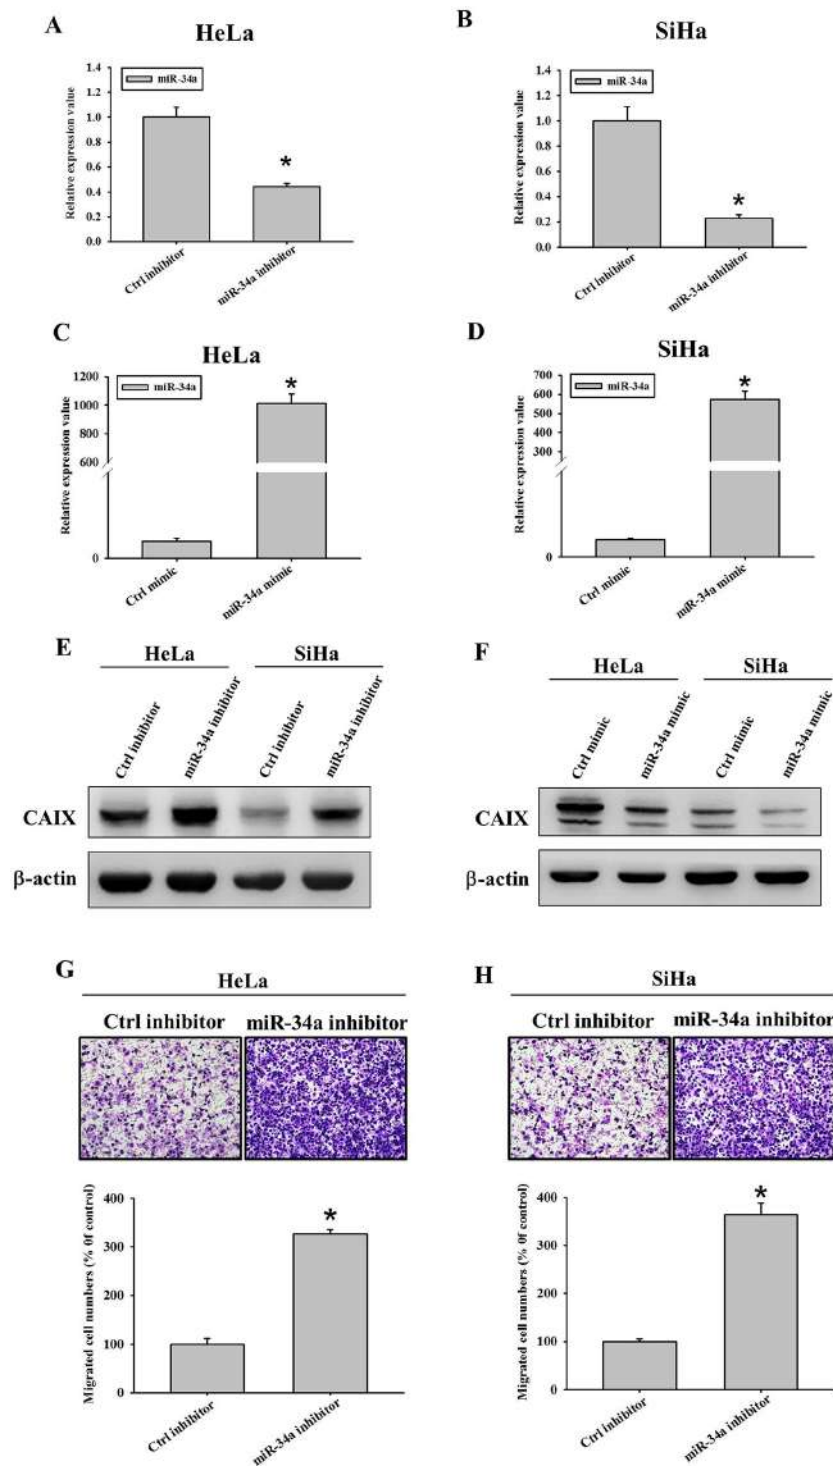 A
HeLa
Relative expression value
1.4
1.2
1.0
0.8
0.6
0.4
0.2
0.0
miR-34a
*
Ctrl inhibitor
miR-34a inhibitor
B
SiHa
Relative expression value
1.4
1.2
1.0
0.8
0.6
0.4
0.2
0.0
miR-34a
*
Ctrl inhibitor
miR-34a inhibitor
C
HeLa
Relative expression value
1200
1000
800
600
0
miR-34a
*
Ctrl mimic
miR-34a mimic
D
SiHa
Relative expression value
700
600
500
400
300
0
miR-34a
*
Ctrl mimic
miR-34a mimic
E
HeLa
SiHa
Ctrl inhibitor
miR-34a inhibitor
Ctrl inhibitor
miR-34a inhibitor
CAIX
β-actin
F
HeLa
SiHa
Ctrl mimic
miR-34a mimic
Ctrl mimic
miR-34a mimic
CAIX
β-actin
G
HeLa
Ctrl inhibitor
miR-34a inhibitor
Migrated cell numbers (% 0f control)
400
300
200
100
0
*
Ctrl inhibitor
miR-34a inhibitor
H
SiHa
Ctrl inhibitor
miR-34a inhibitor
Migrated cell numbers (% 0f control)
400
300
200
100
0
*
Ctrl inhibitor
miR-34a inhibitor